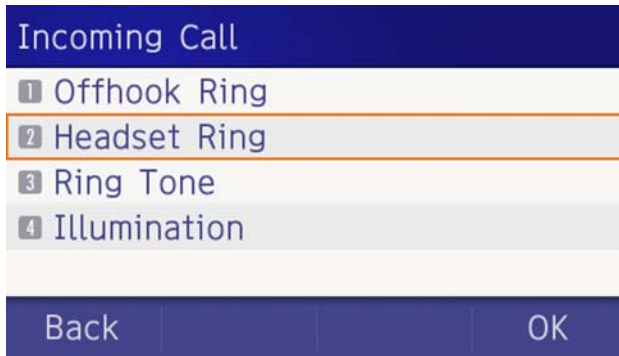 Incoming Call
1 Offhook Ring
2 Headset Ring
3 Ring Tone
4 Illumination
Back OK